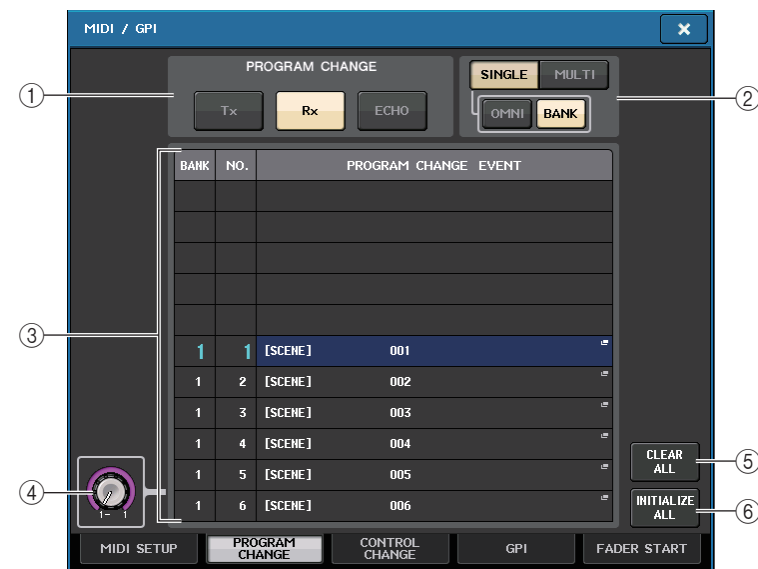 MIDI / GPI
PROGRAM CHANGE
Tx Rx ECHO
SINGLE MULTI
OMNI BANK
① ② ③ ④ ⑤ ⑥
BANK NO. PROGRAM CHANGE EVENT
1 1 [SCENE] 001
1 2 [SCENE] 002
1 3 [SCENE] 003
1 4 [SCENE] 004
1 5 [SCENE] 005
1 6 [SCENE] 006
1- 1
CLEAR
ALL
INITIALIZE
ALL
MIDI SETUP
PROGRAM
CHANGE
CONTROL
CHANGE
GPI
FADER START